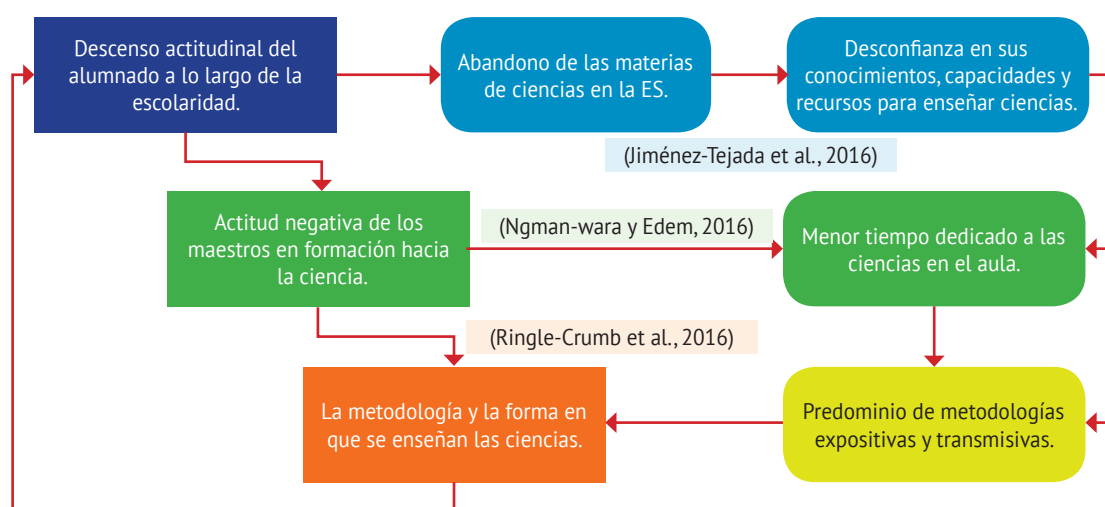 Descenso actitudinal del
alumnado a lo largo de la
escolaridad.
Abandono de las materias
de ciencias en la ES.
Desconfianza en sus
conocimientos, capacidades y
recursos para enseñar ciencias.
(Jiménez-Tejada et al., 2016)
Actitud negativa de los
maestros en formación hacia
la ciencia.
(Ngman-wara y Edem, 2016)
Menor tiempo dedicado a las
ciencias en el aula.
(Ringle-Crumb et al., 2016)
La metodología y la forma en
que se enseñan las ciencias.
Predominio de metodologías
expositivas y transmisivas.